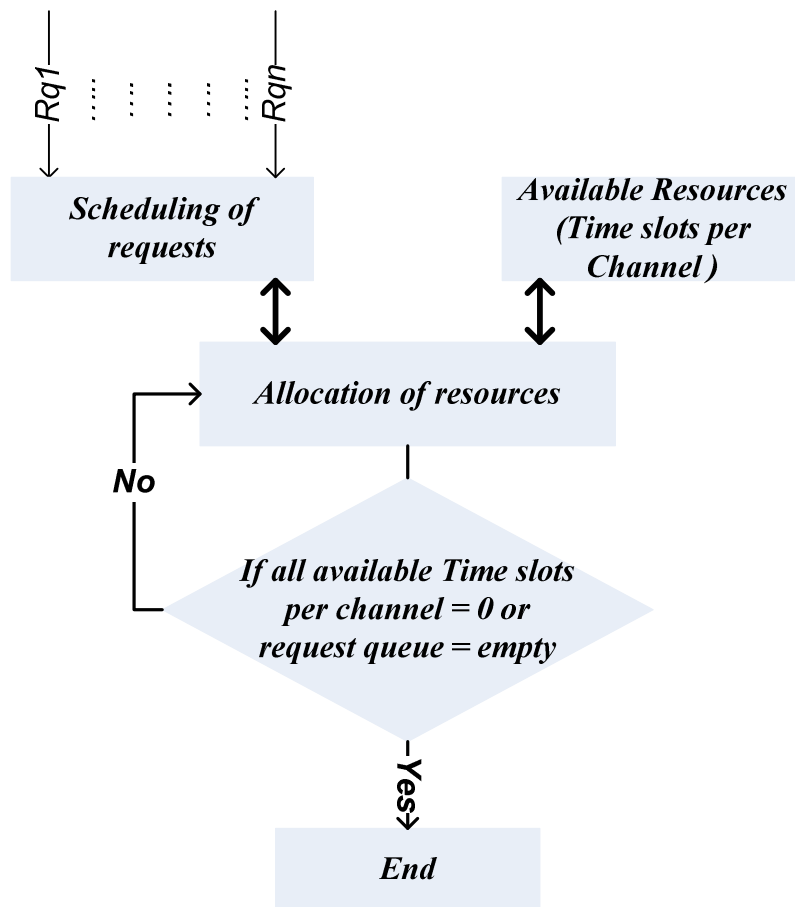 Rq1
Rqn
Scheduling of
requests
Available Resources
(Time slots per
Channel )
Allocation of resources
No
If all available Time slots
per channel = 0 or
request queue = empty
Yes
End